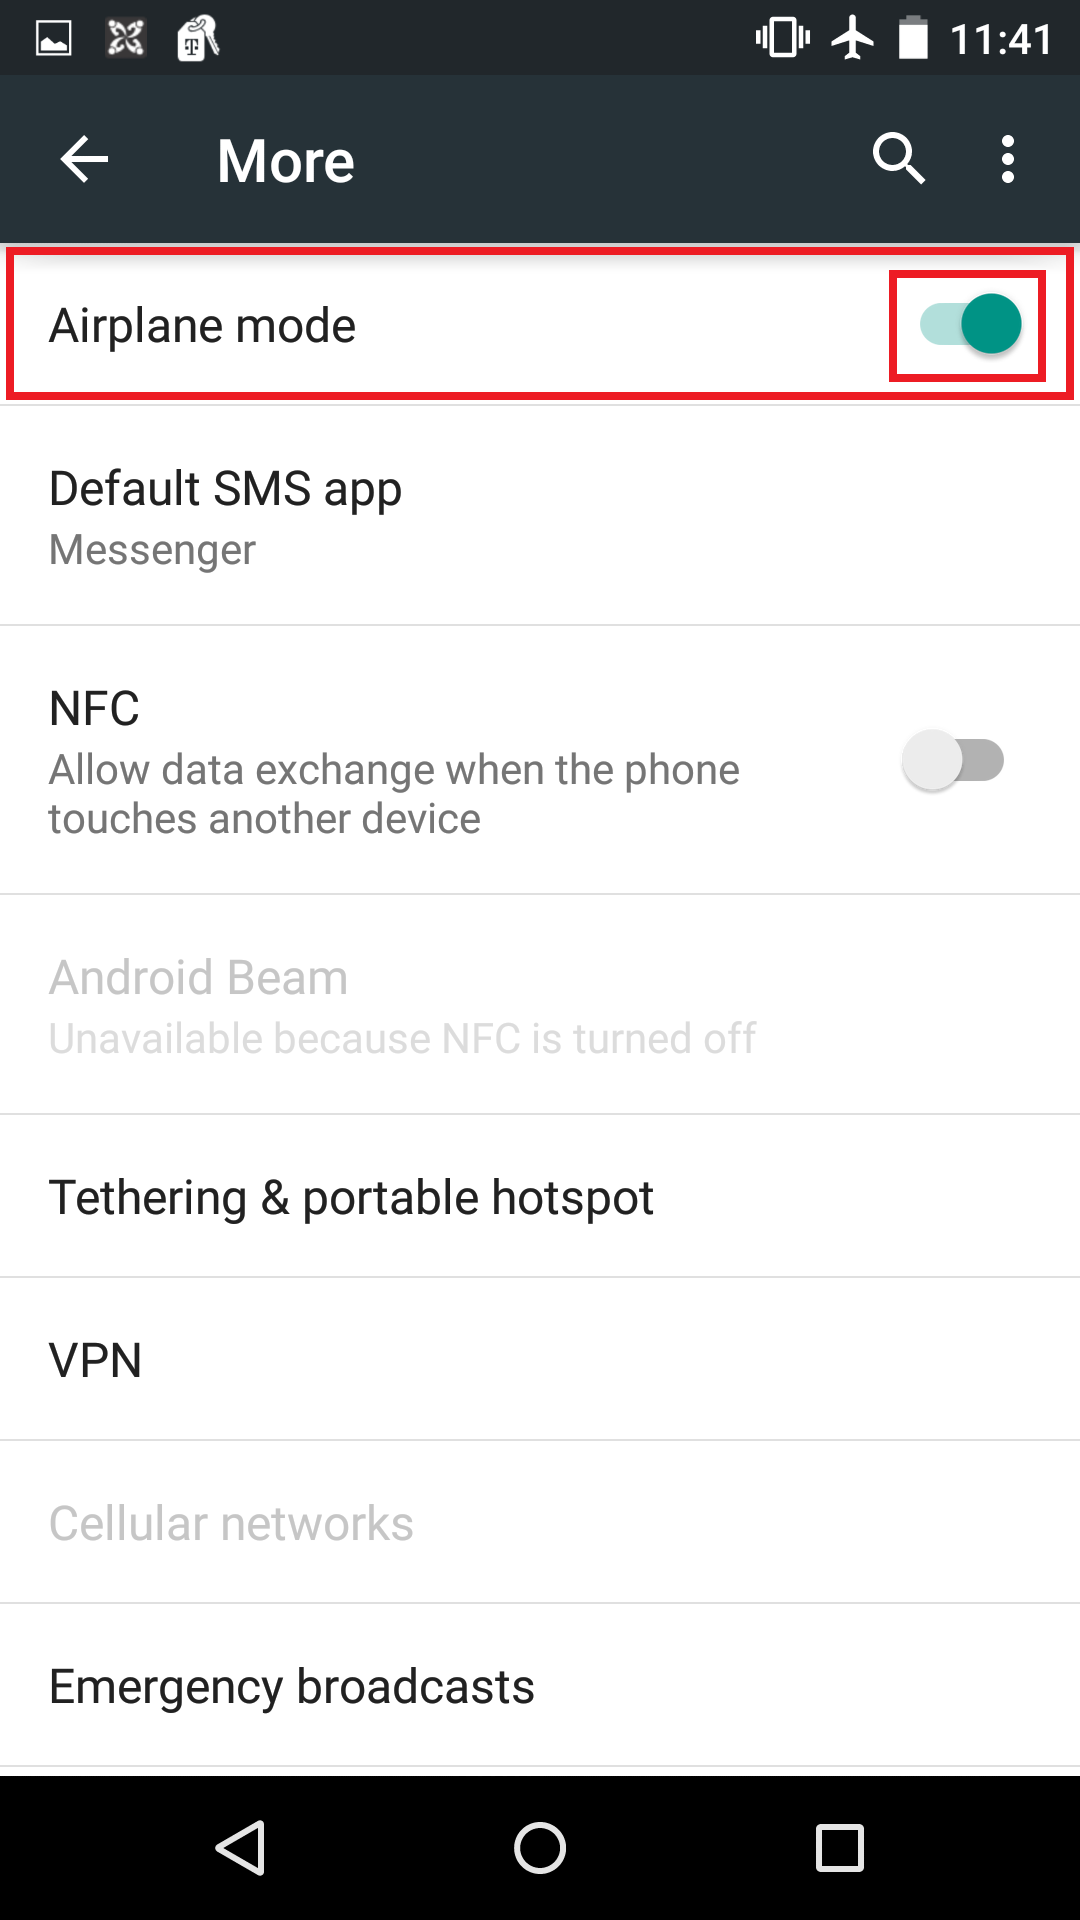 11:41
More
Airplane mode
Default SMS app
Messenger
NFC
Allow data exchange when the phone
touches another device
Android Beam
Unavailable because NFC is turned off
Tethering & portable hotspot
VPN
Cellular networks
Emergency broadcasts